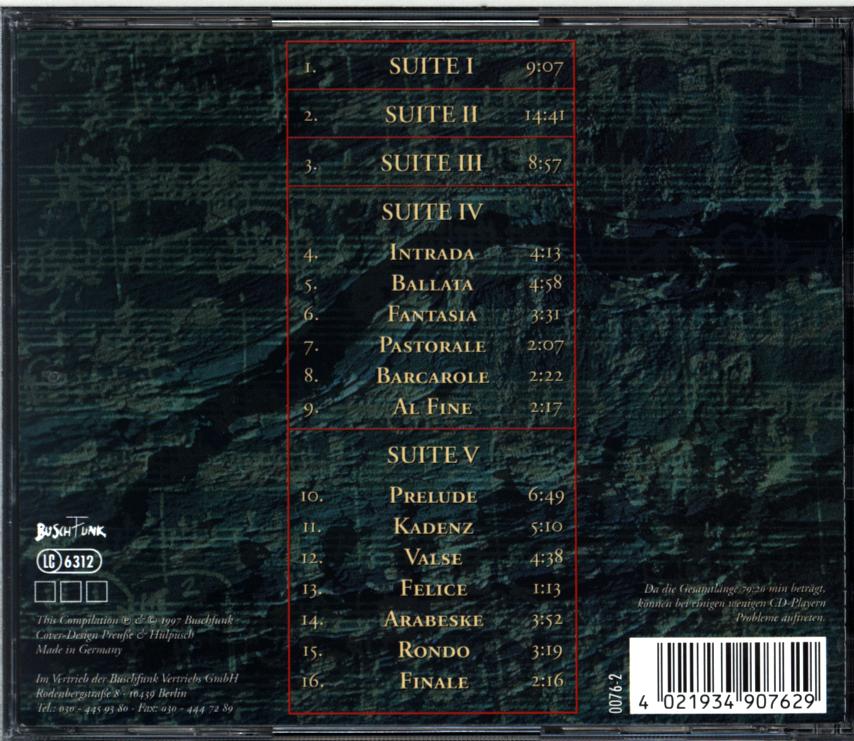 1. SUITE I 9:07
2. SUITE II 14:41
3. SUITE III 8:57
SUITE IV
4. INTRADA 4:13
5. BALLATA 4:58
6. FANTASIA 3:31
7. PASTORALE 2:07
8. BARCAROLE 2:22
9. AL FINE 2:17
SUITE V
10. PRELUDE 6:49
11. KADENZ 5:10
12. VALSE 4:38
13. FELICE 1:13
14. ARABESKE 3:52
15. RONDO 3:19
16. FINALE 2:16
BUSCHFUNK
LC 6312
This Compilation ℗ & © 1997 Buschfunk
Cover-Design Preuße & Hülpüsch
Made in Germany
Im Vertrieb der Buschfunk Vertriebs GmbH
Rodenbergstraße 8 - 10439 Berlin
Tel.: 030 - 445 93 80 - Fax: 030 - 444 72 89
Da die Gesamtlänge 79:20 min beträgt,
können bei einigen wenigen CD-Playern
Probleme auftreten.
0076-2
4 021934 907629